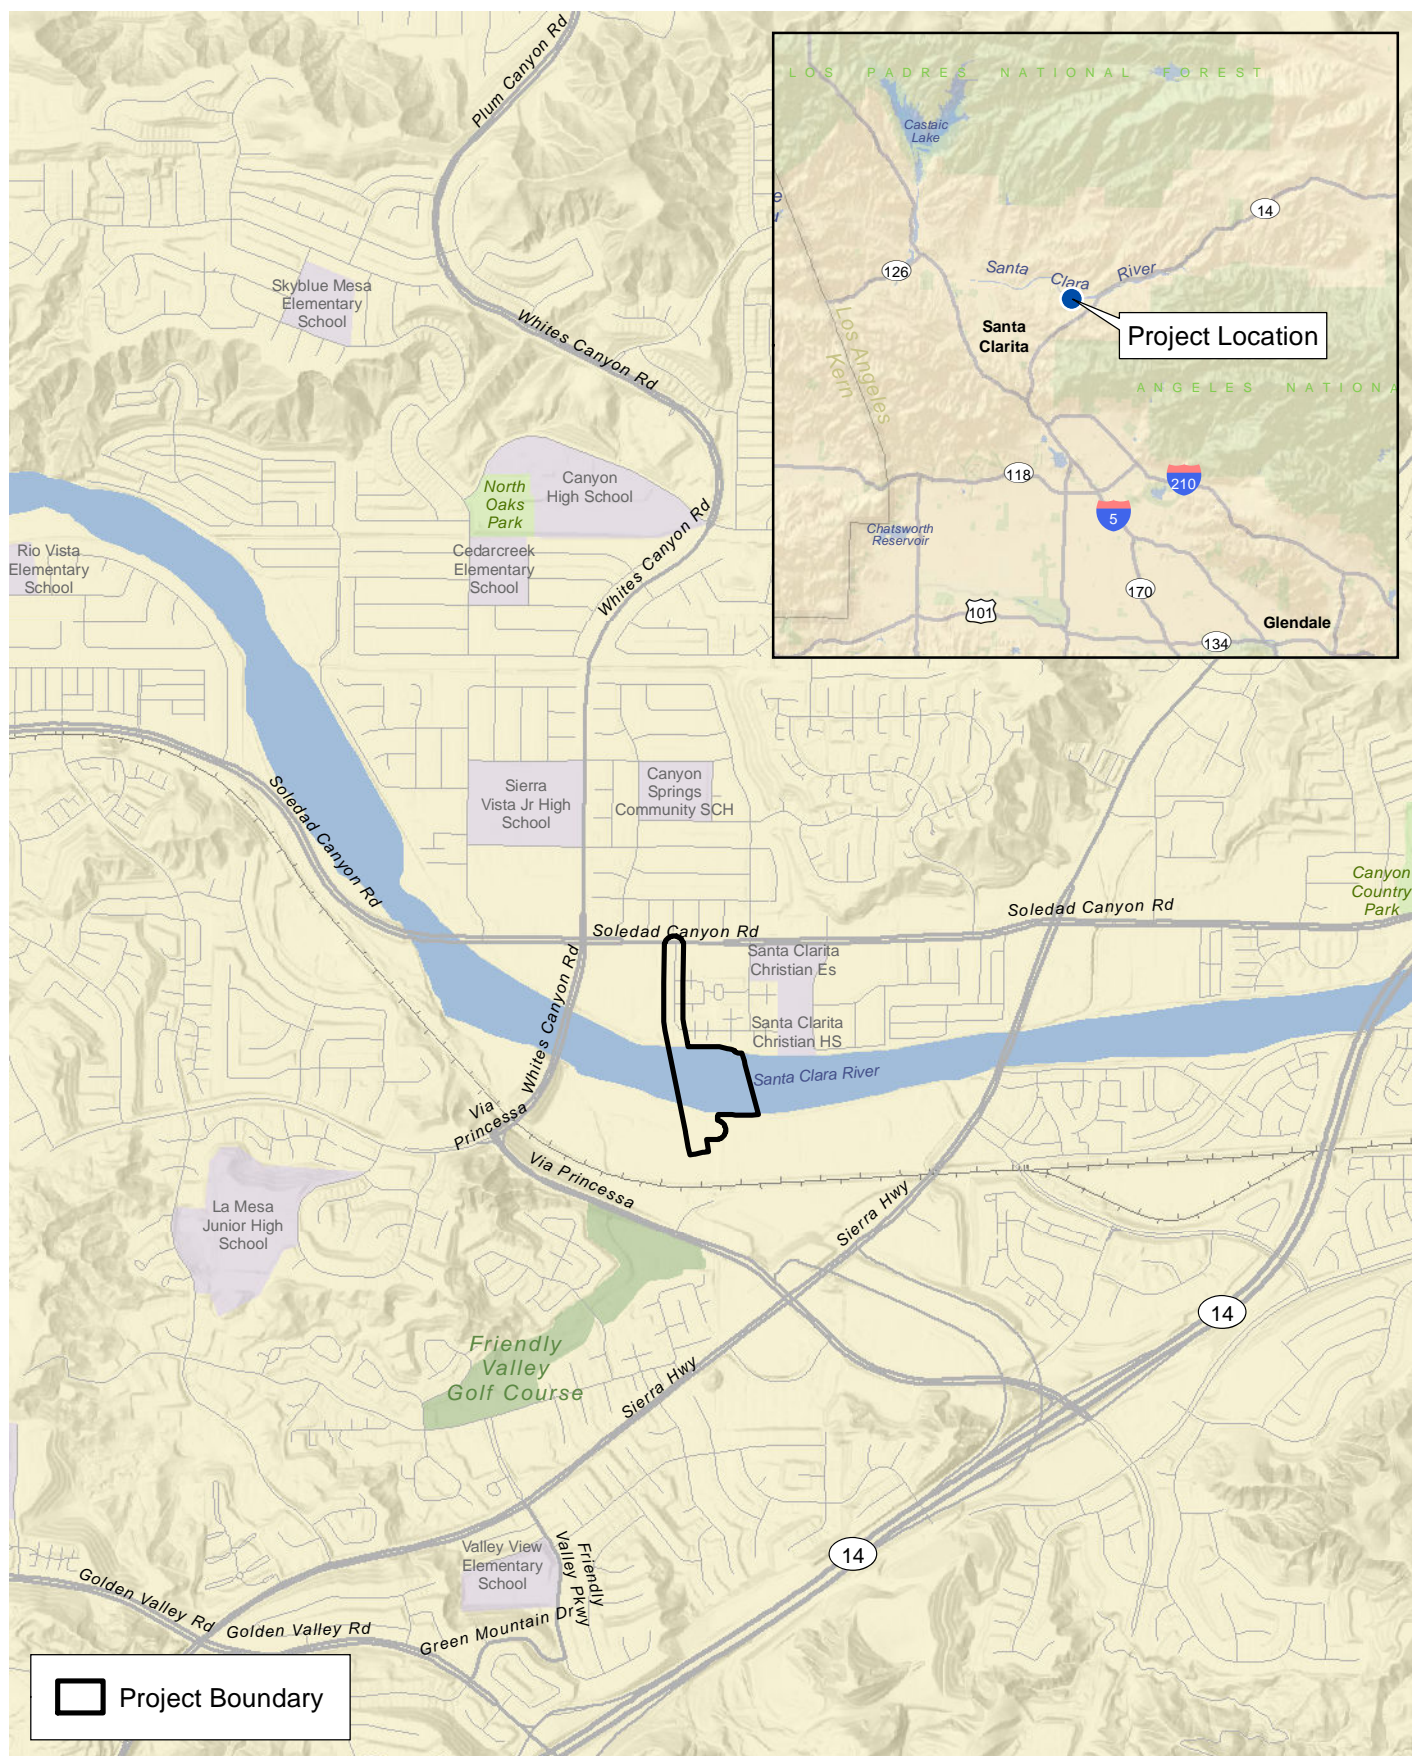 Plum Canyon Rd
LOS PADRES NATIONAL FOREST
Castaic
Lake
14
126
Santa Clara River
Santa
Clarita
Project Location
Los Angeles
Kern
ANGELES NATIONA
118
210
5
Chatsworth
Reservoir
170
101
Glendale
134
Skyblue Mesa
Elementary
School
Whites Canyon Rd
Canyon
High School
North
Oaks
Park
Whites Canyon Rd
Cedarcreek
Elementary
School
Rio Vista
Elementary
School
Soledad Canyon Rd
Sierra
Vista Jr High
School
Canyon
Springs
Community SCH
Canyon
Country
Park
Soledad Canyon Rd
Soledad Canyon Rd
Santa Clarita
Christian Es
Whites Canyon Rd
Santa Clarita
Christian HS
Santa Clara River
Via
Princessa
Via Princessa
La Mesa
Junior High
School
Sierra Hwy
14
Friendly
Valley
Golf Course
Sierra Hwy
14
Valley View
Elementary
School
Friendly
Valley Pkwy
Golden Valley Rd
Golden Valley Rd
Green Mountain Dr
Project Boundary